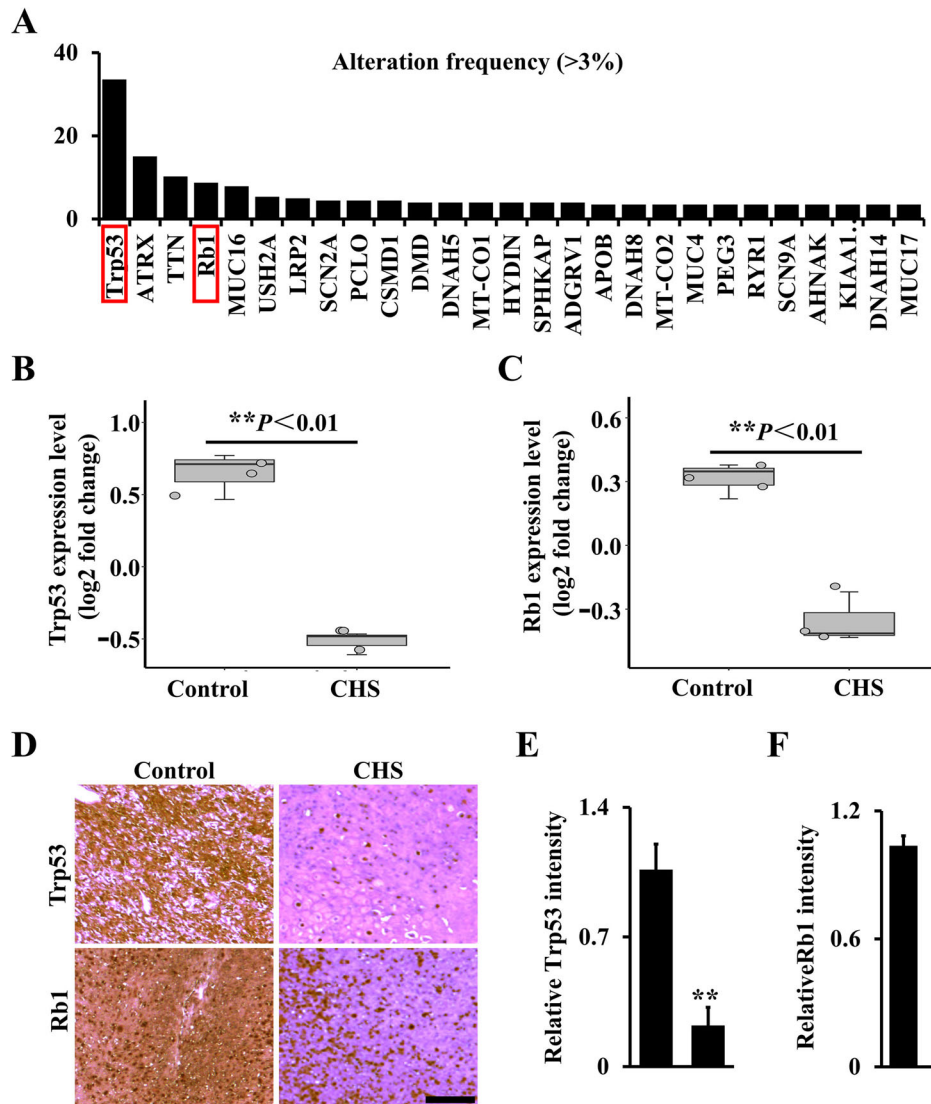 A
Alteration frequency (>3%)
40
20
0
Trp53
ATRX
TTN
Rb1
MUC16
USH2A
LRP2
SCN2A
PCLO
CSMD1
DMD
DNAH5
MT-CO1
HYDIN
SPHKAP
ADGRV1
APOB
DNAH8
MT-CO2
MUC4
PEG3
RYR1
SCN9A
AHNAK
KIAA1..
DNAH14
MUC17
B
Trp53 expression level
(log2 fold change)
1.0
0.5
0.0
−0.5
**P<0.01
Control
CHS
C
Rb1 expression level
(log2 fold change)
0.6
0.3
0.0
−0.3
**P<0.01
Control
CHS
D
Control
CHS
Trp53
Rb1
E
Relative Trp53 intensity
1.4
0.7
0
**
F
RelativeRb1 intensity
1.2
0.6
0